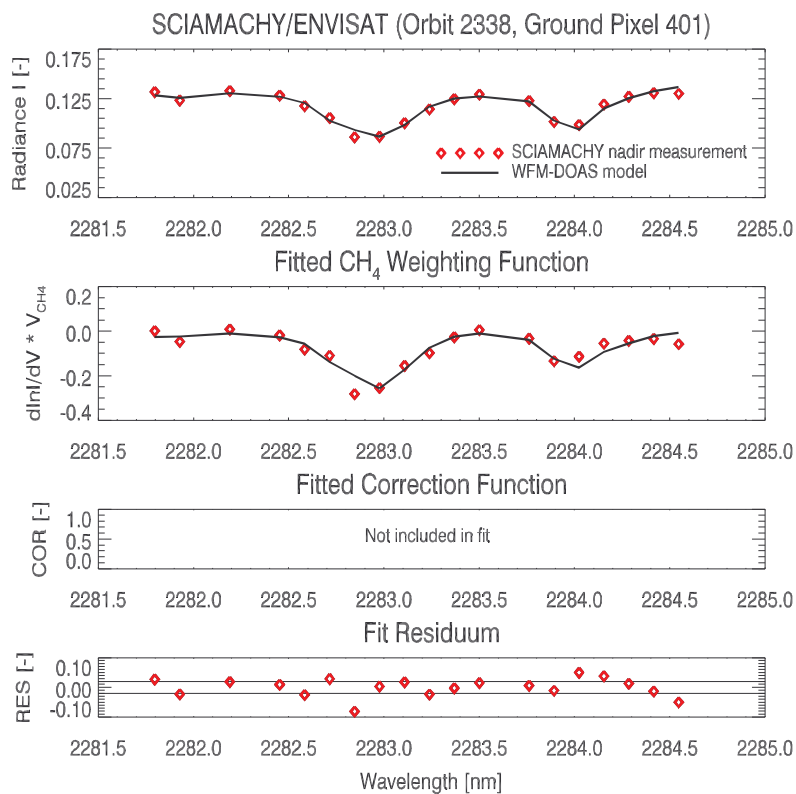 SCIAMACHY/ENVISAT (Orbit 2338, Ground Pixel 401)
Radiance I [-]
0.175
0.125
0.075
0.025
SCIAMACHY nadir measurement
WFM-DOAS model
2281.5 2282.0 2282.5 2283.0 2283.5 2284.0 2284.5 2285.0
Fitted CH4 Weighting Function
dlnI/dV * VCH4
0.2
0.0
-0.2
-0.4
2281.5 2282.0 2282.5 2283.0 2283.5 2284.0 2284.5 2285.0
Fitted Correction Function
COR [-]
1.0
0.5
0.0
Not included in fit
2281.5 2282.0 2282.5 2283.0 2283.5 2284.0 2284.5 2285.0
Fit Residuum
RES [-]
0.10
0.00
-0.10
2281.5 2282.0 2282.5 2283.0 2283.5 2284.0 2284.5 2285.0
Wavelength [nm]